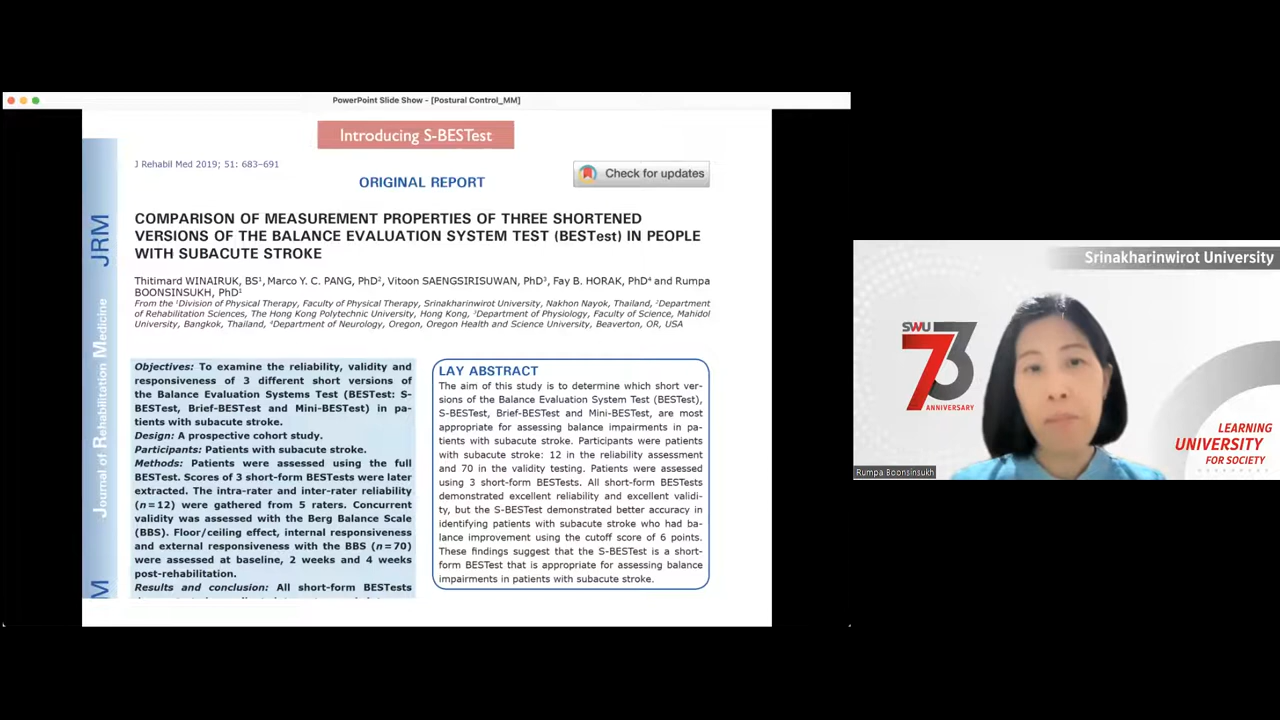 PowerPoint Slide Show - [Postural Control_MM]
Introducing S-BESTest
J Rehabil Med 2019; 51: 683–691
ORIGINAL REPORT
Check for updates
COMPARISON OF MEASUREMENT PROPERTIES OF THREE SHORTENED
VERSIONS OF THE BALANCE EVALUATION SYSTEM TEST (BESTest) IN PEOPLE
WITH SUBACUTE STROKE
Thitimard WINAIRUK, BS¹, Marco Y. C. PANG, PhD², Vitoon SAENGSIRISUWAN, PhD³, Fay B. HORAK, PhD⁴ and Rumpa
BOONSINSUKH, PhD¹
From the ¹Division of Physical Therapy, Faculty of Physical Therapy, Srinakharinwirot University, Nakhon Nayok, Thailand, ²Department
of Rehabilitation Sciences, The Hong Kong Polytechnic University, Hong Kong, ³Department of Physiology, Faculty of Science, Mahidol
University, Bangkok, Thailand, ⁴Department of Neurology, Oregon, Oregon Health and Science University, Beaverton, OR, USA
JRM
Journal of Rehabilitation Medicine
M
Objectives: To examine the reliability, validity and
responsiveness of 3 different short versions of
the Balance Evaluation Systems Test (BESTest: S-
BESTest, Brief-BESTest and Mini-BESTest) in pa-
tients with subacute stroke.
Design: A prospective cohort study.
Participants: Patients with subacute stroke.
Methods: Patients were assessed using the full
BESTest. Scores of 3 short-form BESTests were later
extracted. The intra-rater and inter-rater reliability
(n=12) were gathered from 5 raters. Concurrent
validity was assessed with the Berg Balance Scale
(BBS). Floor/ceiling effect, internal responsiveness
and external responsiveness with the BBS (n=70)
were assessed at baseline, 2 weeks and 4 weeks
post-rehabilitation.
Results and conclusion: All short-form BESTests
LAY ABSTRACT
The aim of this study is to determine which short ver-
sions of the Balance Evaluation System Test (BESTest),
S-BESTest, Brief-BESTest and Mini-BESTest, are most
appropriate for assessing balance impairments in pa-
tients with subacute stroke. Participants were patients
with subacute stroke: 12 in the reliability assessment
and 70 in the validity testing. Patients were assessed
using 3 short-form BESTests. All short-form BESTests
demonstrated excellent reliability and excellent validi-
ty, but the S-BESTest demonstrated better accuracy in
identifying patients with subacute stroke who had ba-
lance improvement using the cutoff score of 6 points.
These findings suggest that the S-BESTest is a short-
form BESTest that is appropriate for assessing balance
impairments in patients with subacute stroke.
Srinakharinwirot University
SWU
73
ANNIVERSARY
LEARNING
UNIVERSITY
FOR SOCIETY
Rumpa Boonsinsukh